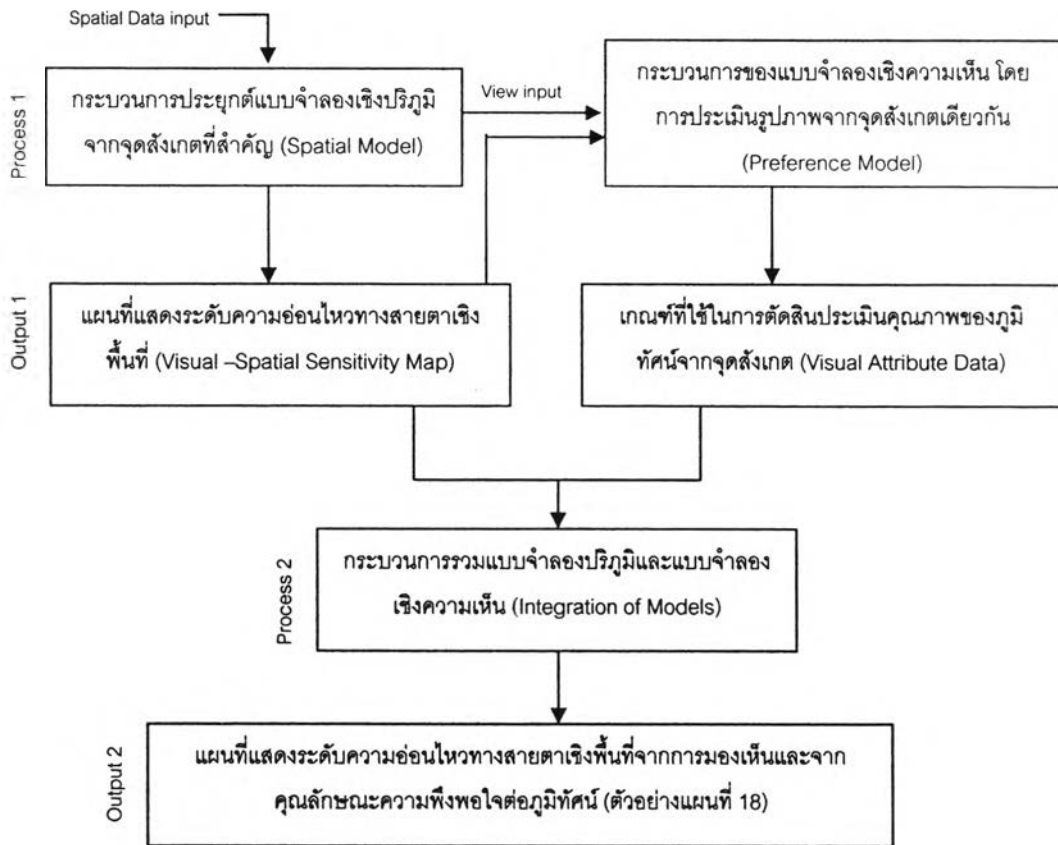 Spatial Data input
Process 1
กระบวนการประยุกต์แบบจำลองเชิงปริภูมิ
จากจุดสังเกตที่สำคัญ (Spatial Model)
View input
กระบวนการของแบบจำลองเชิงความเห็น โดย
การประเมินรูปภาพจากจุดสังเกตเดียวกัน
(Preference Model)
Output 1
แผนที่แสดงระดับความอ่อนไหวทางสายตาเชิง
พื้นที่ (Visual –Spatial Sensitivity Map)
เกณฑ์ที่ใช้ในการตัดสินประเมินคุณภาพของภูมิ
ทัศน์จากจุดสังเกต (Visual Attribute Data)
Process 2
กระบวนการรวมแบบจำลองปริภูมิและแบบจำลอง
เชิงความเห็น (Integration of Models)
Output 2
แผนที่แสดงระดับความอ่อนไหวทางสายตาเชิงพื้นที่จากการมองเห็นและจาก
คุณลักษณะความพึงพอใจต่อภูมิทัศน์ (ตัวอย่างแผนที่ 18)